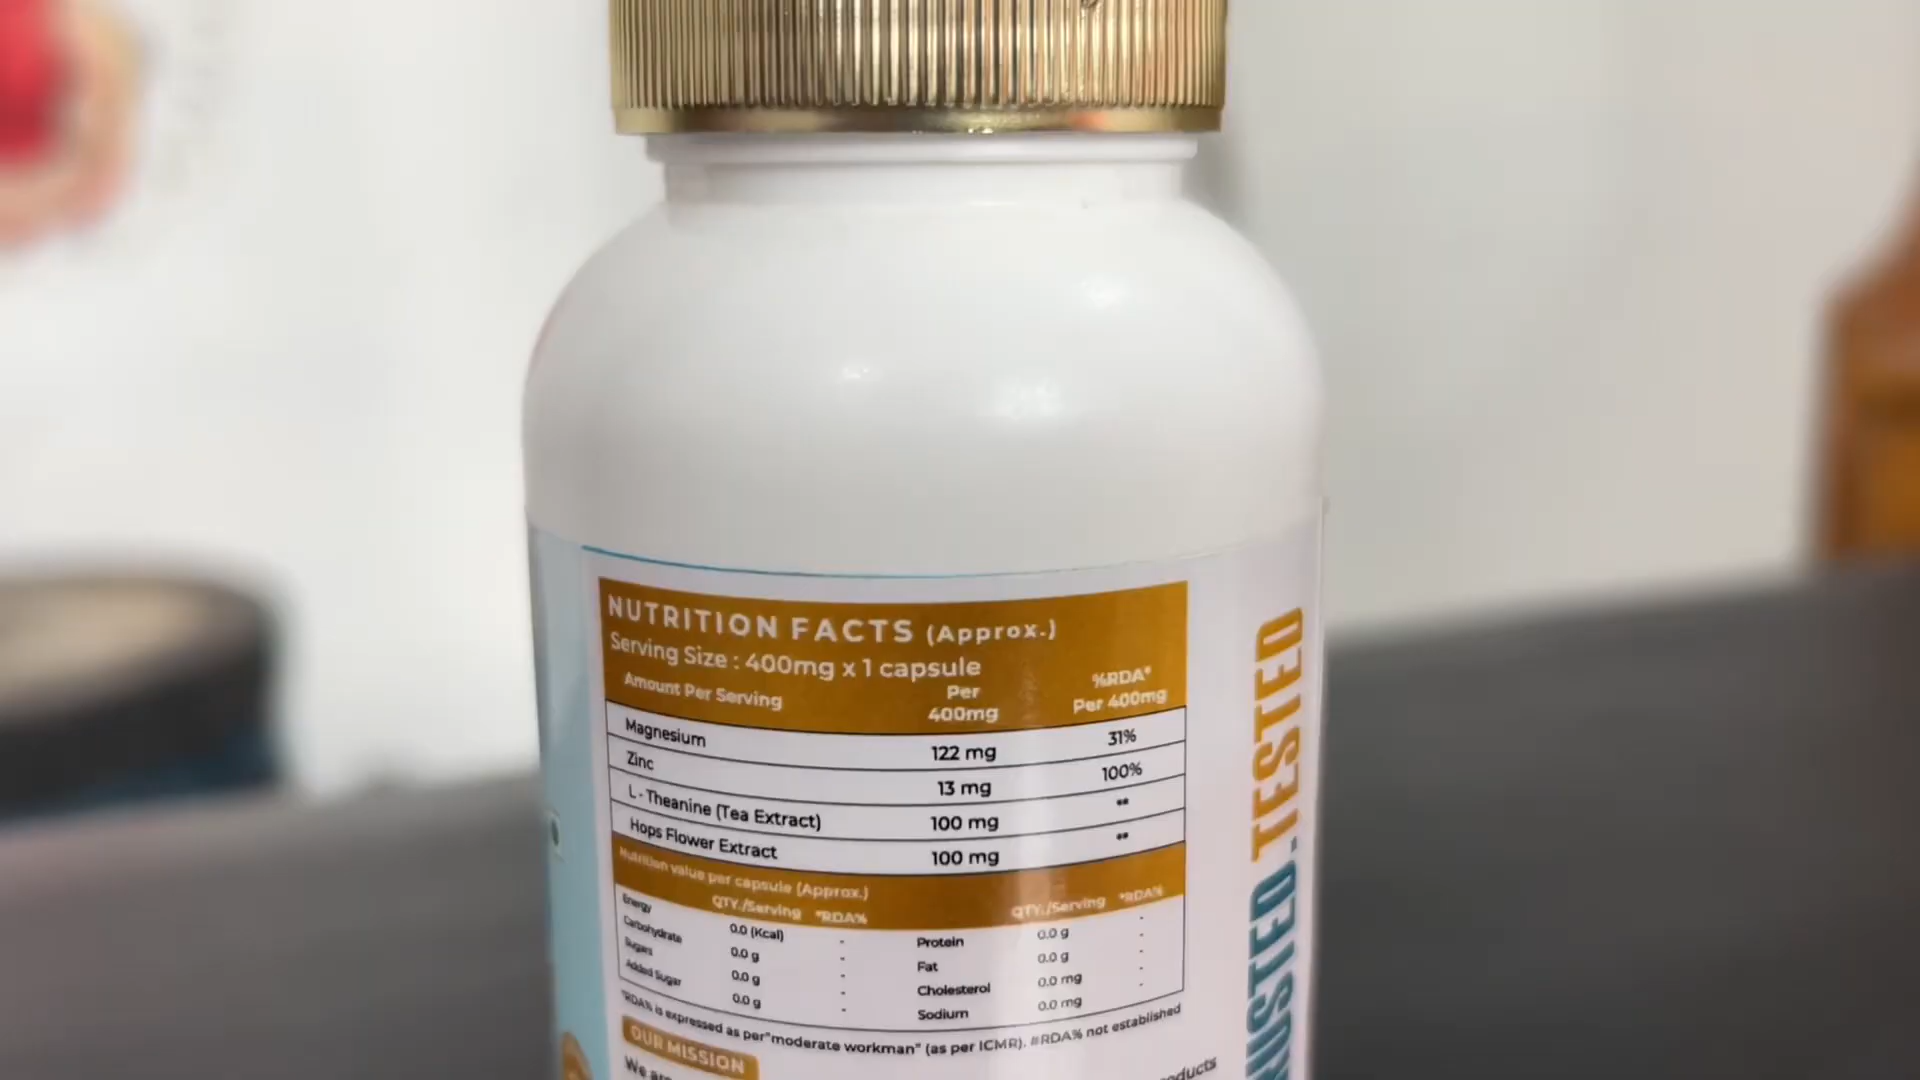 NUTRITION FACTS (Approx.)
Serving Size : 400mg x 1 capsule
Amount Per Serving Per 400mg %RDA* Per 400mg
Magnesium 122 mg 31%
Zinc 13 mg 100%
L - Theanine (Tea Extract) 100 mg **
Hops Flower Extract 100 mg **
Nutrition value per capsule (Approx.)
QTY./Serving *RDA% QTY./Serving *RDA%
Energy 0.0 (Kcal) - Protein 0.0 g -
Carbohydrate 0.0 g - Fat 0.0 g -
Sugars 0.0 g - Cholesterol 0.0 mg -
Added Sugar 0.0 g - Sodium 0.0 mg -
*RDA% is expressed as per"moderate workman" (as per ICMR). #RDA% not established
OUR MISSION
We
TESTED